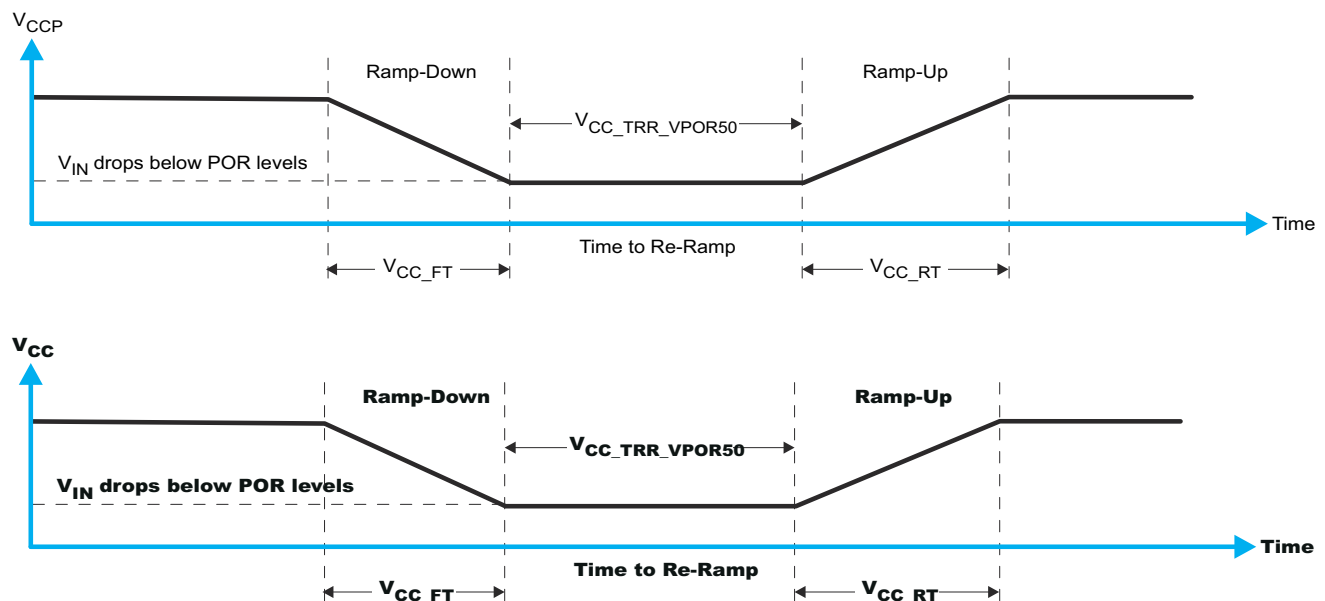 VCCP
Ramp-Down
Ramp-Up
VCC_TRR_VPOR50
VIN drops below POR levels
Time
Time to Re-Ramp
VCC_FT
VCC_RT
VCC
Ramp-Down
Ramp-Up
VCC_TRR_VPOR50
VIN drops below POR levels
Time
Time to Re-Ramp
VCC_FT
VCC_RT